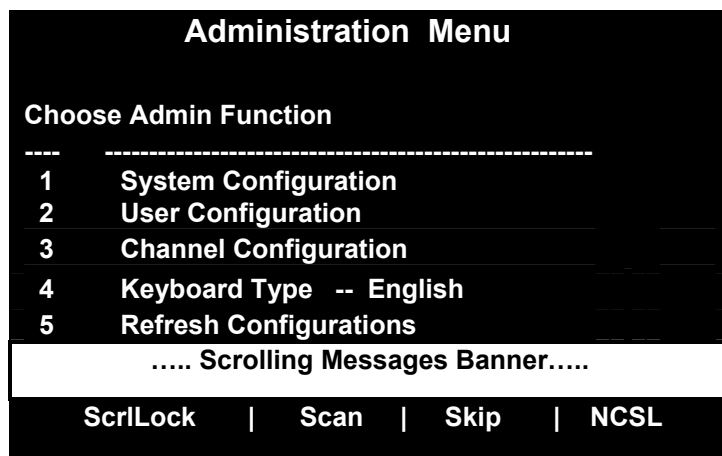 Administration Menu
Choose Admin Function
---- -------------------------------------------------------
1 System Configuration
2 User Configuration
3 Channel Configuration
4 Keyboard Type -- English
5 Refresh Configurations
….. Scrolling Messages Banner…..
ScrlLock | Scan | Skip | NCSL